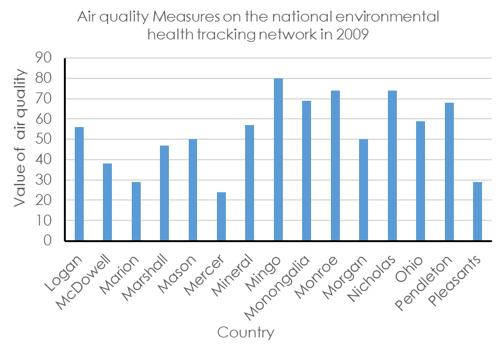 Air quality Measures on the national environmental
health tracking network in 2009
Value of air quality
90
80
70
60
50
40
30
20
10
0
Logan
McDowell
Marion
Marshall
Mason
Mercer
Mineral
Mingo
Monongalia
Monroe
Morgan
Nicholas
Ohio
Pendleton
Pleasants
Country